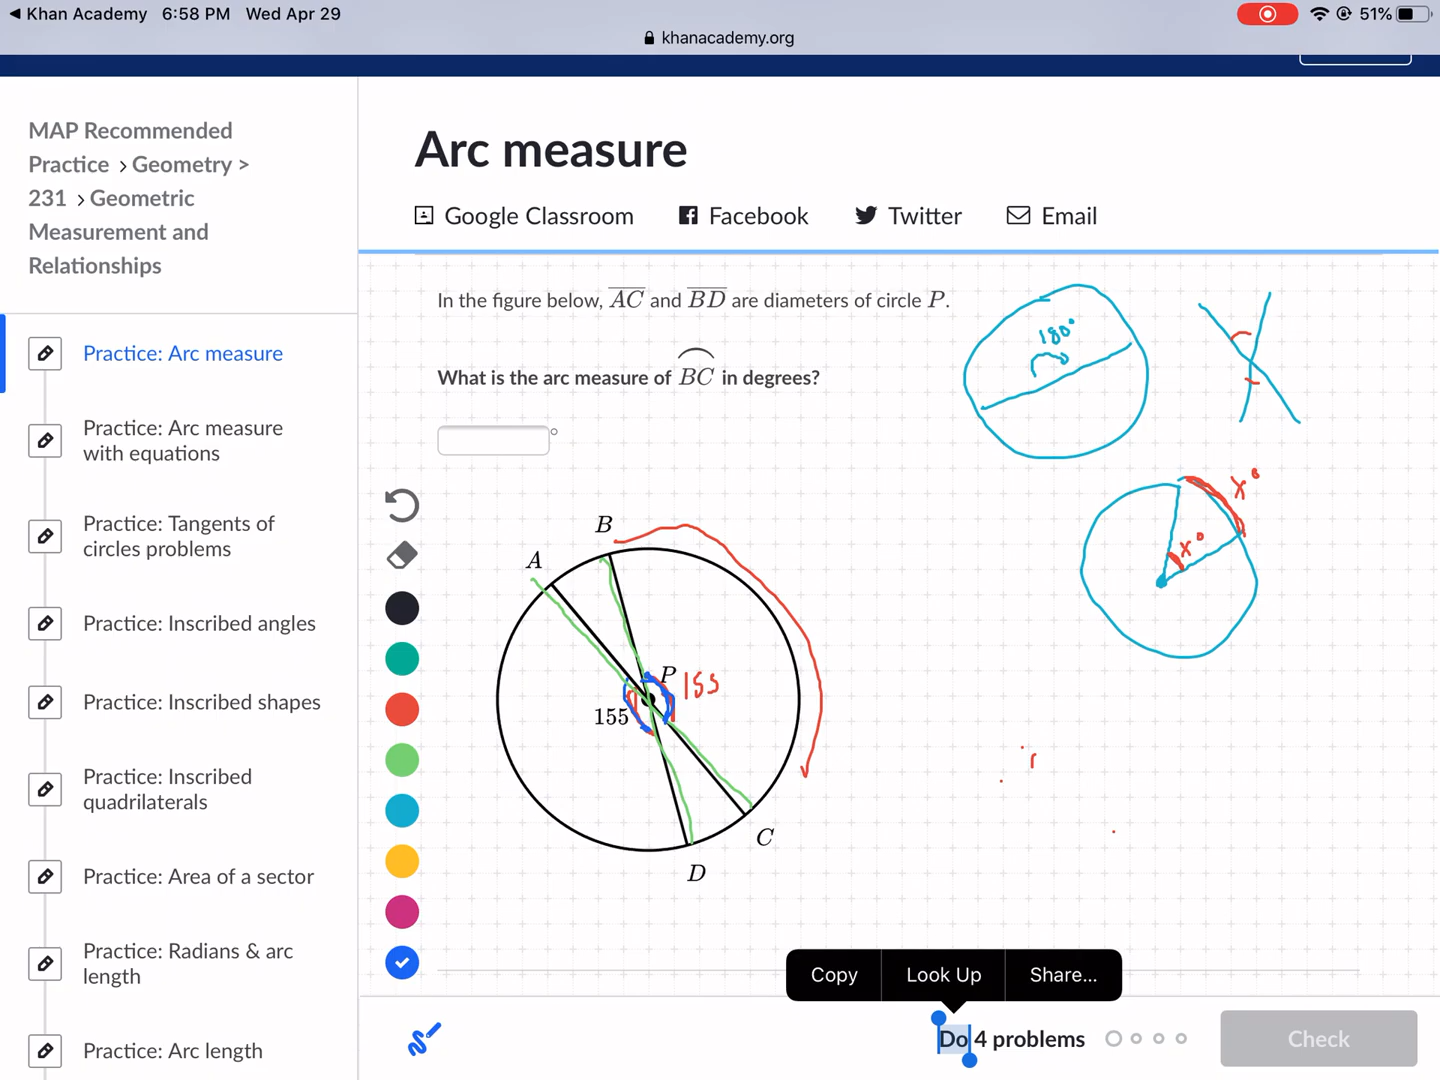 Khan Academy 6:58 PM Wed Apr 29
51%
khanacademy.org
MAP Recommended
Practice > Geometry >
231 > Geometric
Measurement and
Relationships
Practice: Arc measure
Practice: Arc measure
with equations
Practice: Tangents of
circles problems
Practice: Inscribed angles
Practice: Inscribed shapes
Practice: Inscribed
quadrilaterals
Practice: Area of a sector
Practice: Radians & arc
length
Practice: Arc length
Arc measure
Google Classroom Facebook Twitter Email
In the figure below, AC and BD are diameters of circle P.
What is the arc measure of BC in degrees?
°
180°
x°
x°
B
A
P
155
155
C
D
Copy Look Up Share...
Do 4 problems
Check